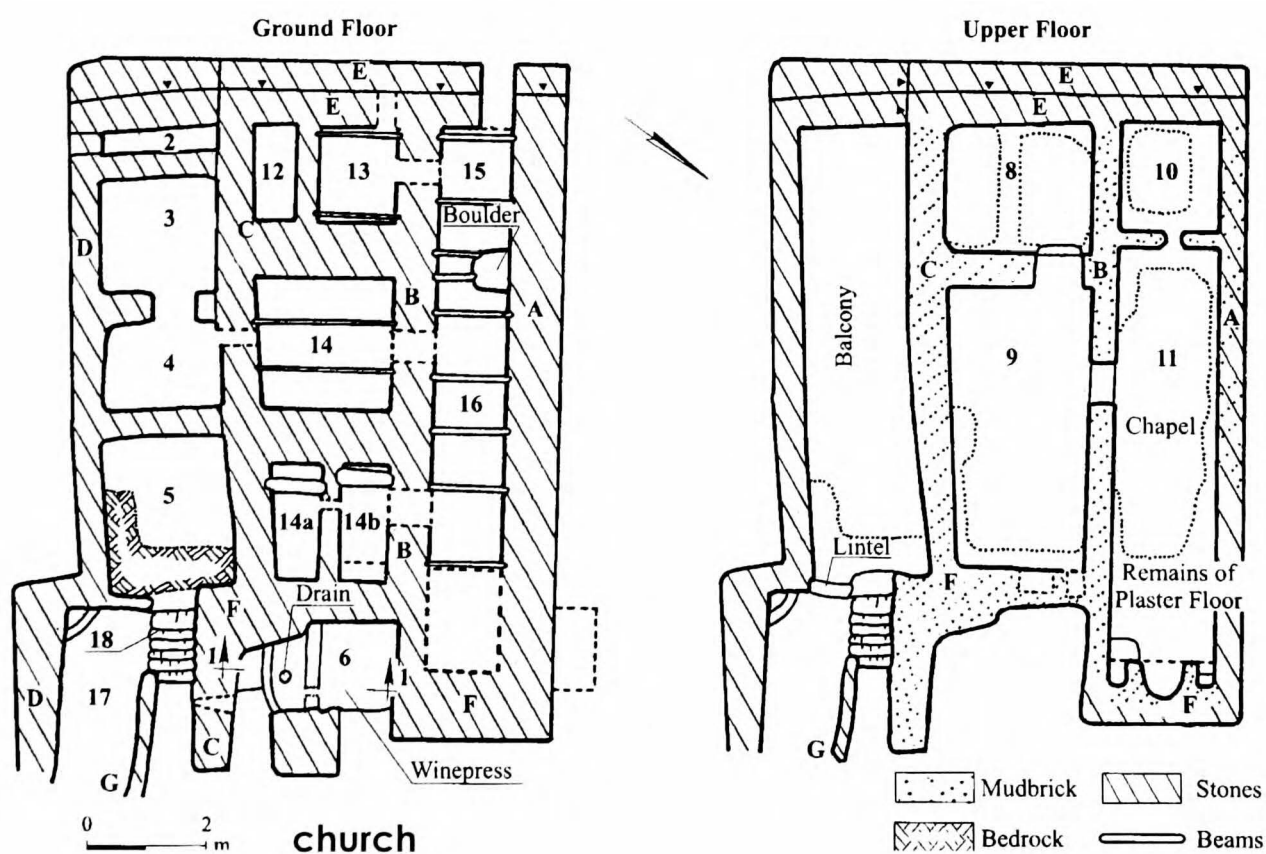 Ground Floor
E
E
2
12
13
15
3
Boulder
C
D
B
A
14
4
16
5
14a
14b
B
Drain
F
18
1
6
1
17
D
F
C
Winepress
G
0 2
m
church
Upper Floor
E
E
8
10
C
B
A
Balcony
9
11
Chapel
Lintel
F
Remains of
Plaster Floor
F
G
Mudbrick
Stones
Bedrock
Beams